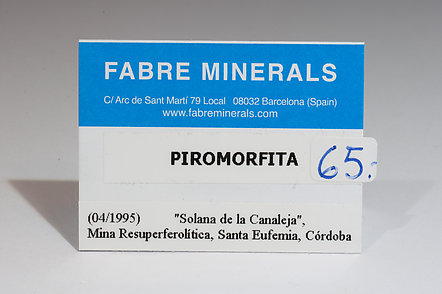 FABRE MINERALS
C/ Arc de Sant Martí 79 Local 08032 Barcelona (Spain)
www.fabreminerals.com
PIROMORFITA 65.-
(04/1995) "Solana de la Canaleja",
Mina Resuperferolítica, Santa Eufemia, Córdoba